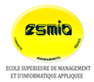 esmia
ECOLE SUPERIEURE DE MANAGEMENT
ET D'INFORMATIQUE APPLIQUEE